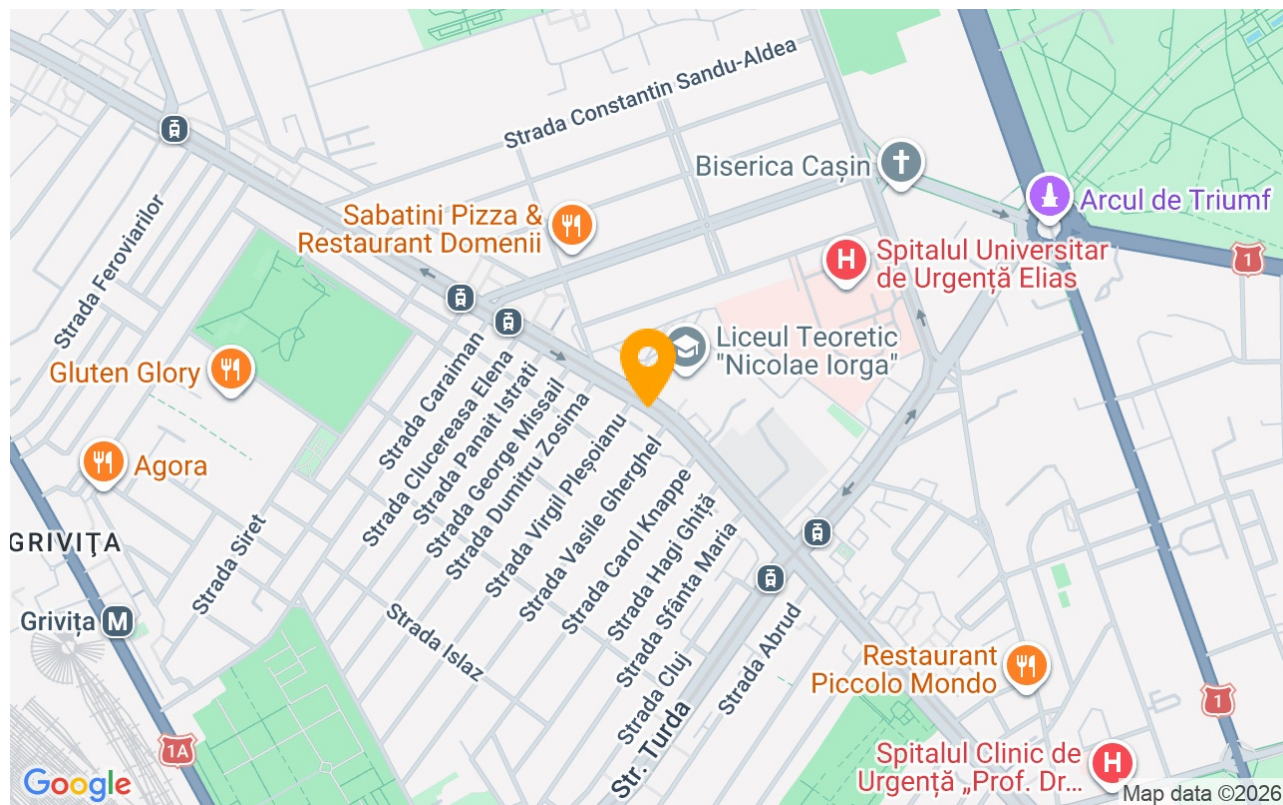 Strada Constantin Sandu-Aldea
Biserica Cașin
Arcul de Triumf
Sabatini Pizza &
Restaurant Domenii
Spitalul Universitar
de Urgență Elias
H
1
Strada Feroviarilor
Liceul Teoretic
"Nicolae Iorga"
Gluten Glory
Agora
Strada Caraiman
Strada Clucereasa Elena
Strada Panait Istrati
Strada George Missail
Strada Dumitru Zosima
Strada Virgil Pleșoianu
Strada Vasile Gherghel
Strada Carol Knappe
Strada Hagi Ghiță
Strada Sfânta Maria
Strada Cluj
Str. Turda
Strada Abrud
GRIVIȚA
Strada Siret
Grivița
M
Strada Islaz
Restaurant
Piccolo Mondo
1
1A
Spitalul Clinic de
Urgență „Prof. Dr...
H
Google
Map data ©2026